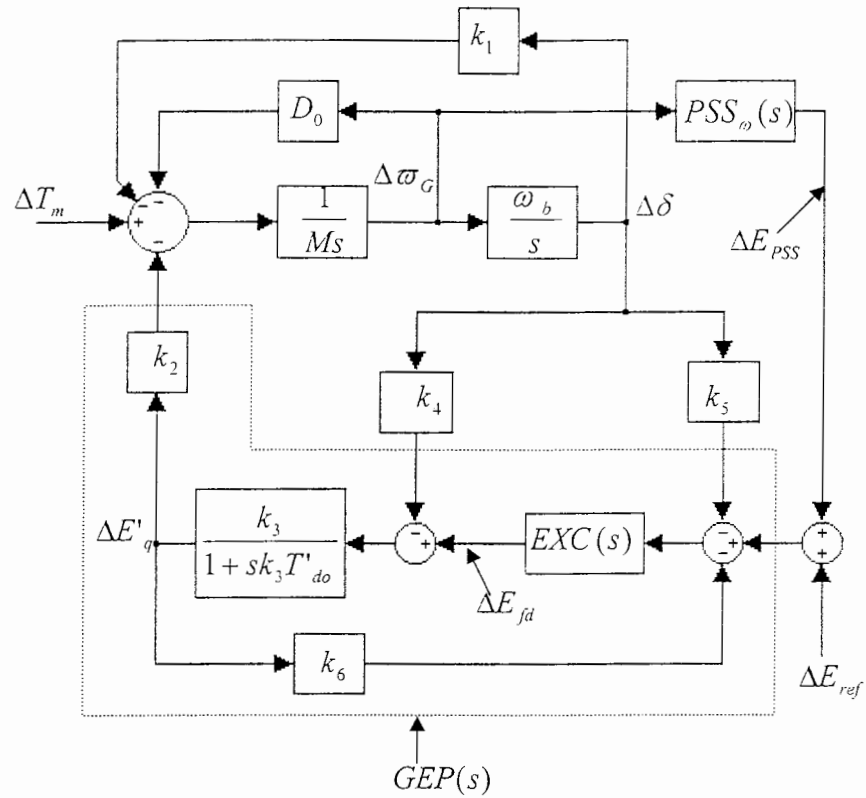 k₁
D₀
PSS_ω(s)
Δϖ_G
ΔT_m
+
-
-
-
1
Ms
ω_b
s
Δδ
ΔE_PSS
k₂
k₄
k₅
ΔE'_q
k₃
1 + sk₃T'_do
-
+
EXC(s)
-
+
-
+
+
ΔE_fd
k₆
ΔE_ref
GEP(s)